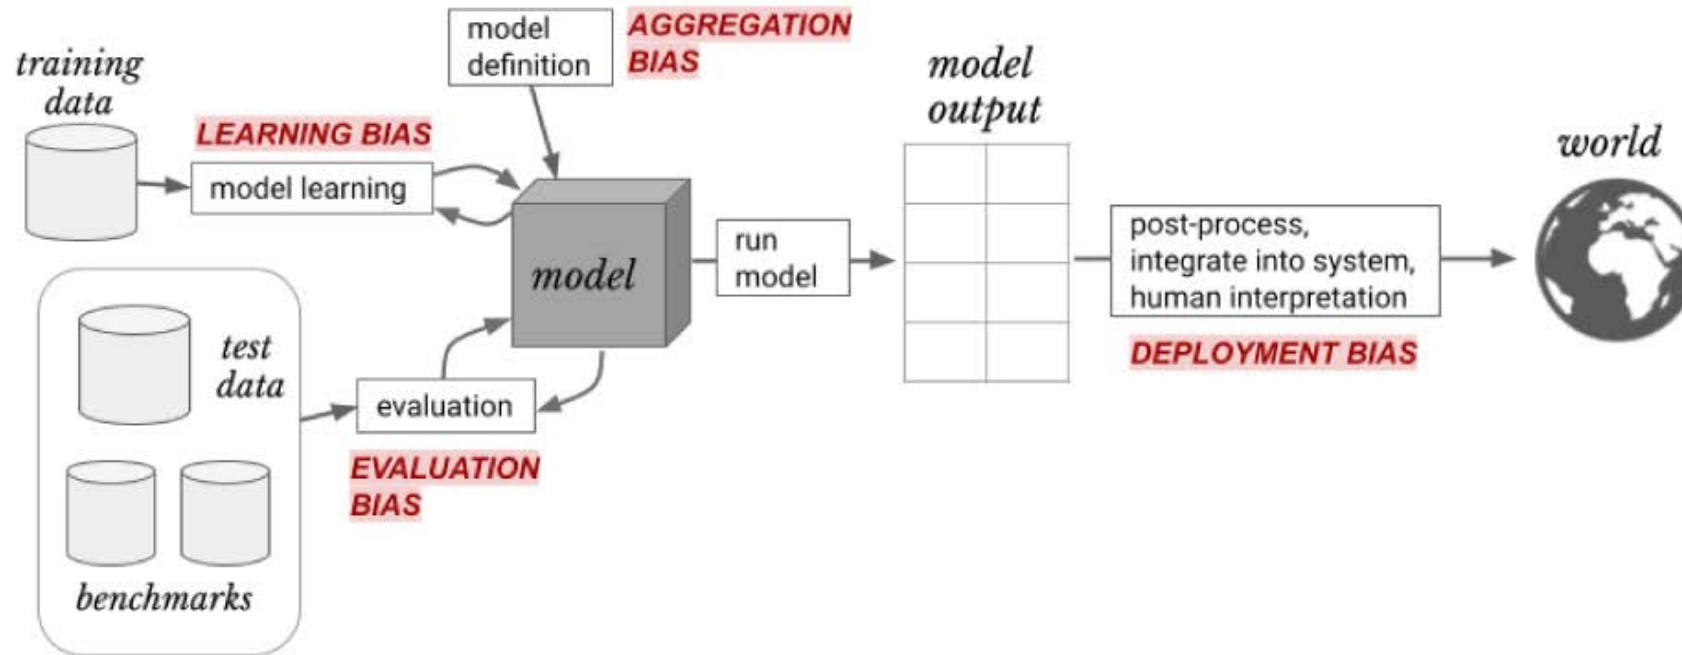 training
data
LEARNING BIAS
model learning
model
definition
AGGREGATION
BIAS
model
test
data
benchmarks
evaluation
EVALUATION
BIAS
run
model
model
output
post-process,
integrate into system,
human interpretation
DEPLOYMENT BIAS
world